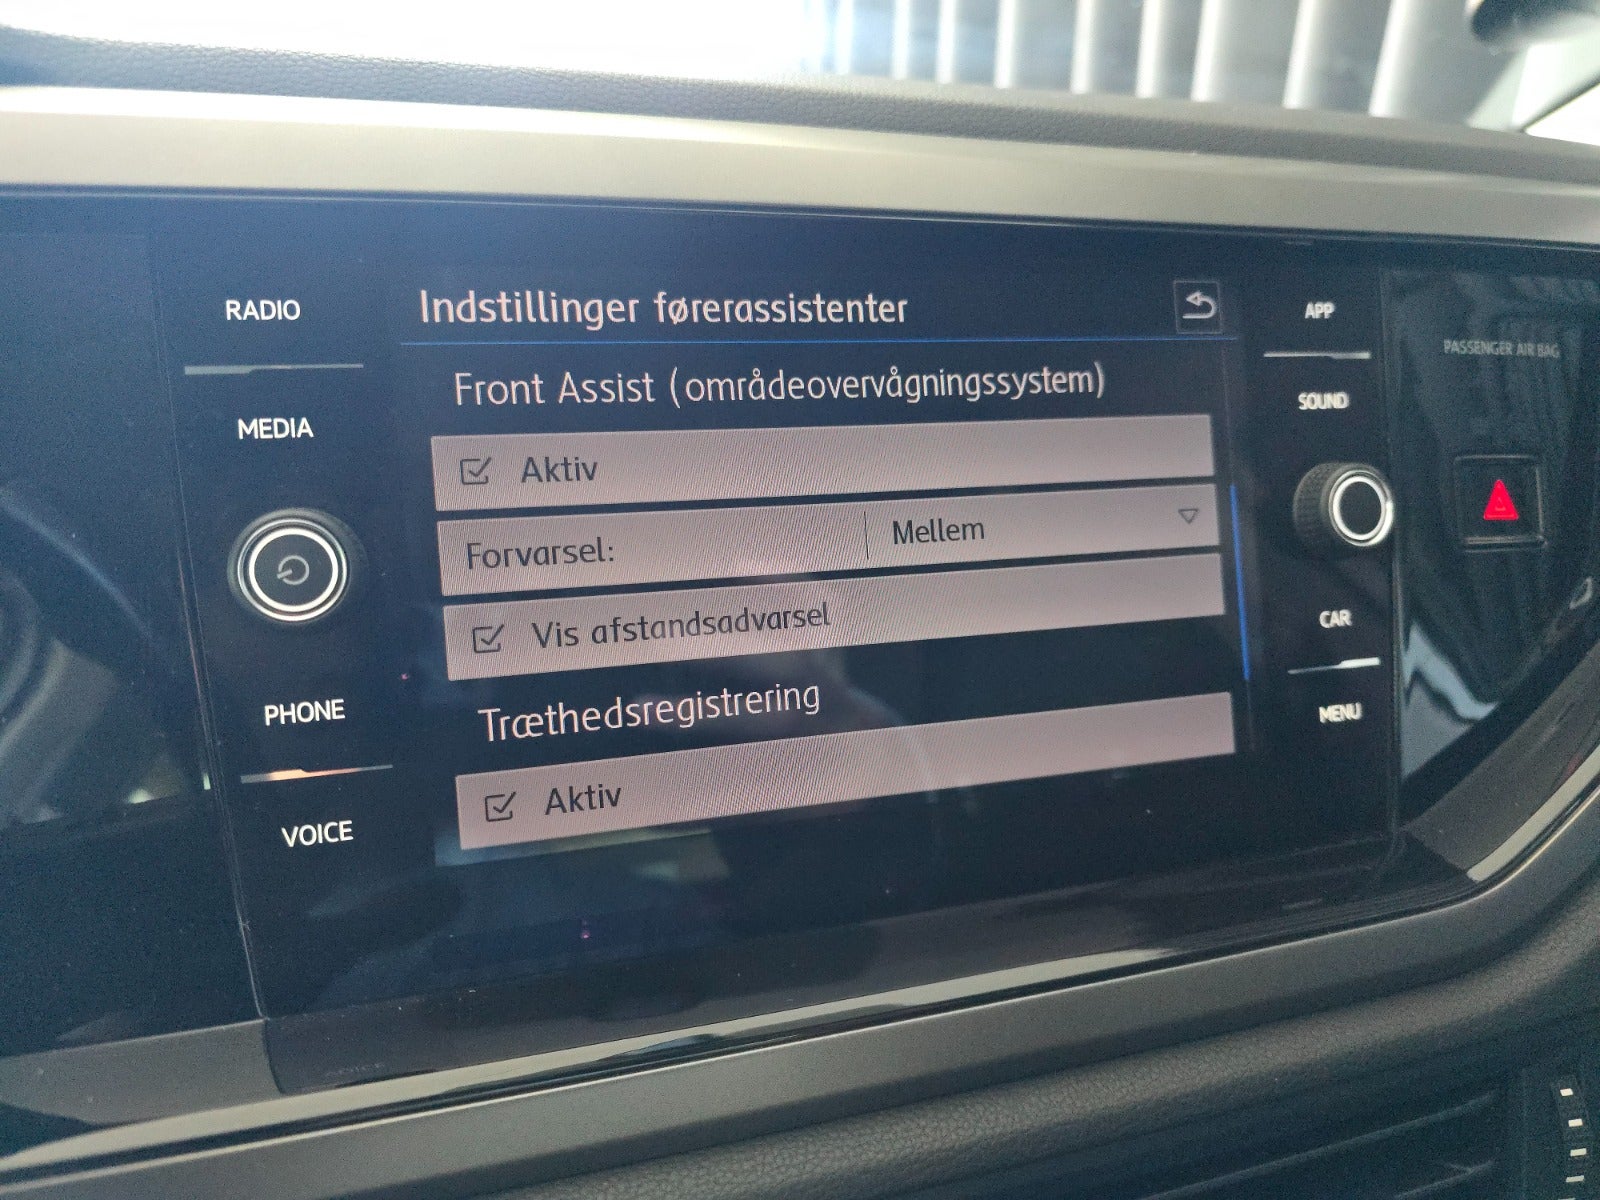 RADIO
MEDIA
PHONE
VOICE
Indstillinger førerassistenter
Front Assist (områdeovervågningssystem)
Aktiv
Forvarsel: Mellem
Vis afstandsadvarsel
Træthedsregistrering
Aktiv
APP
SOUND
CAR
MENU
PASSENGER AIR BAG